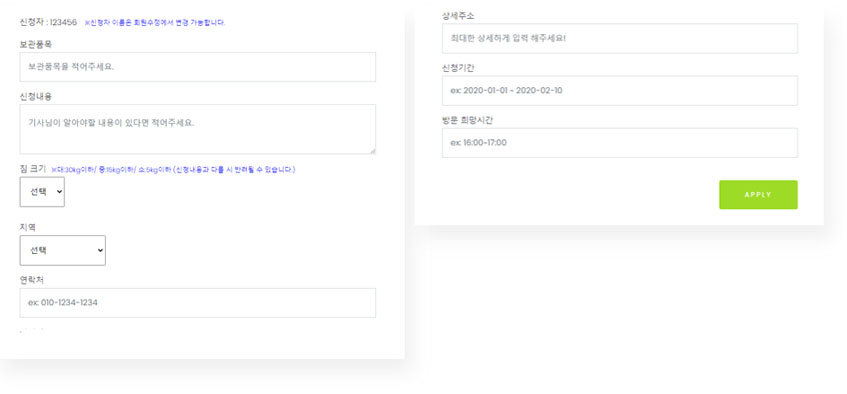 신청자 : 123456 ※신청자 이름은 회원수정에서 변경 가능합니다.
보관품목
보관품목을 적어주세요.
신청내용
기사님이 알아야할 내용이 있다면 적어주세요.
짐 크기 ※대:30kg이하/ 중:15kg이하/ 소:5kg이하 (신청내용과 다를 시 반려될 수 있습니다.)
선택
지역
선택
연락처
ex: 010-1234-1234
상세주소
최대한 상세하게 입력 해주세요!
신청기간
ex: 2020-01-01 ~ 2020-02-10
방문 희망시간
ex: 16:00~17:00
APPLY